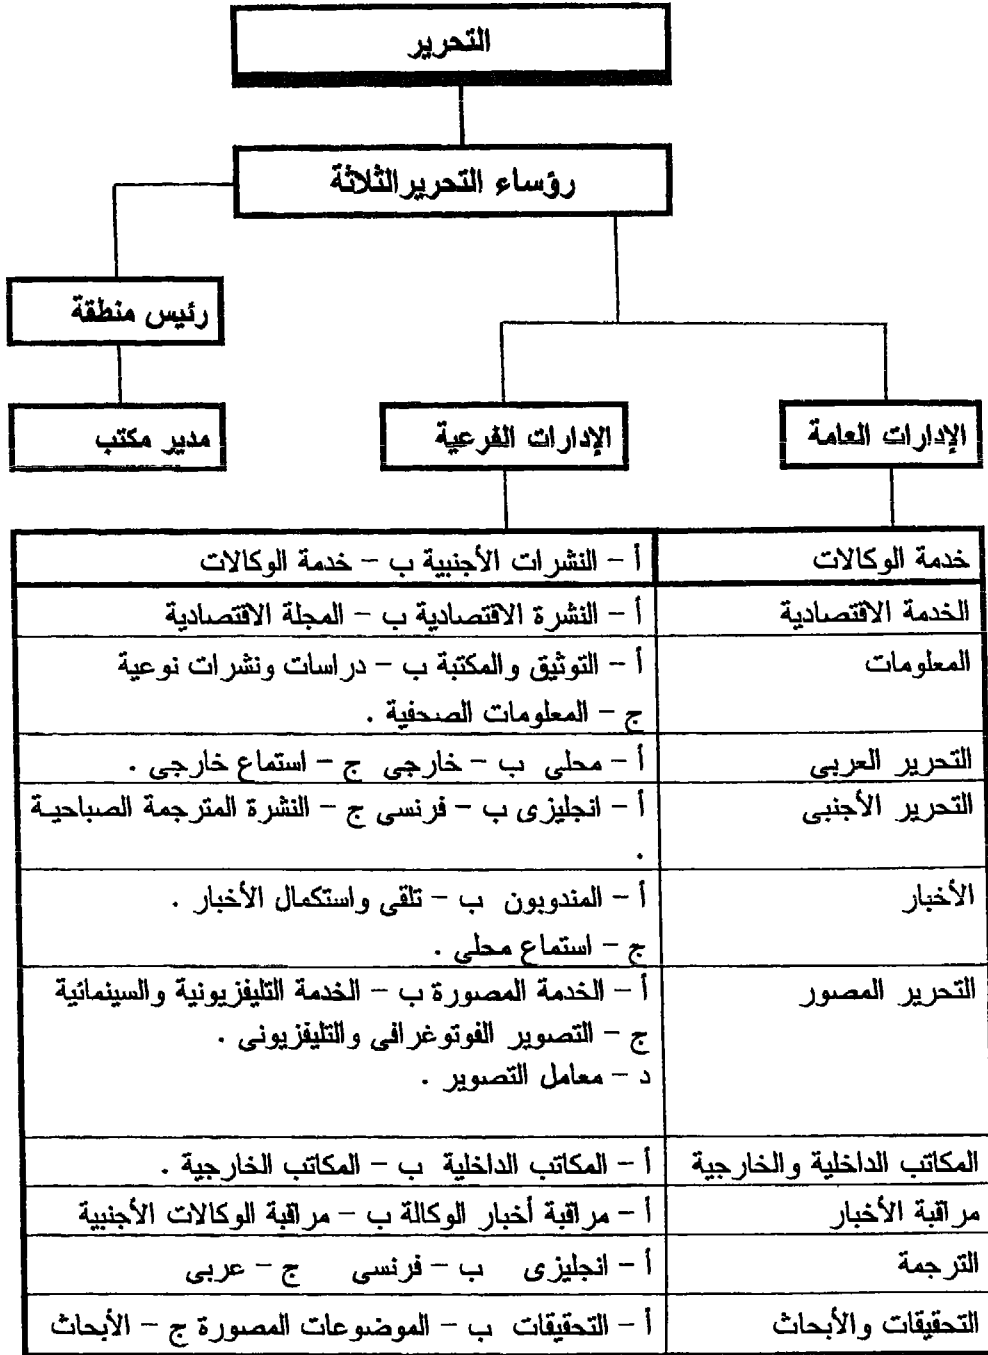 التحرير
رؤساء التحرير الثلاثة
رئيس منطقة
مدير مكتب
الإدارات العامة
الإدارات الفرعية
خدمة الوكالات
أ – النشرات الأجنبية ب – خدمة الوكالات
الخدمة الاقتصادية
أ – النشرة الاقتصادية ب – المجلة الاقتصادية
المعلومات
أ – التوثيق والمكتبة ب – دراسات ونشرات نوعية
ج – المعلومات الصحفية .
التحرير العربى
أ – محلى ب – خارجى ج – استماع خارجى .
التحرير الأجنبى
أ – انجليزى ب – فرنسى ج – النشرة المترجمة الصباحية
.
الأخبار
أ – المندوبون ب – تلقى واستكمال الأخبار .
ج – استماع محلى .
التحرير المصور
أ – الخدمة المصورة ب – الخدمة التليفزيونية والسينمائية
ج – التصوير الفوتوغرافى والتليفزيونى .
د – معامل التصوير .
المكاتب الداخلية والخارجية
أ – المكاتب الداخلية ب – المكاتب الخارجية .
مراقبة الأخبار
أ – مراقبة أخبار الوكالة ب – مراقبة الوكالات الأجنبية
الترجمة
أ – انجليزى ب – فرنسى ج – عربى
التحقيقات والأبحاث
أ – التحقيقات ب – الموضوعات المصورة ج – الأبحاث